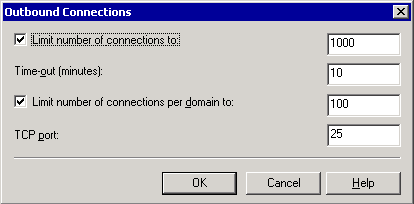 Outbound Connections
Limit number of connections to: 1000
Time-out (minutes): 10
Limit number of connections per domain to: 100
TCP port: 25
OK Cancel Help